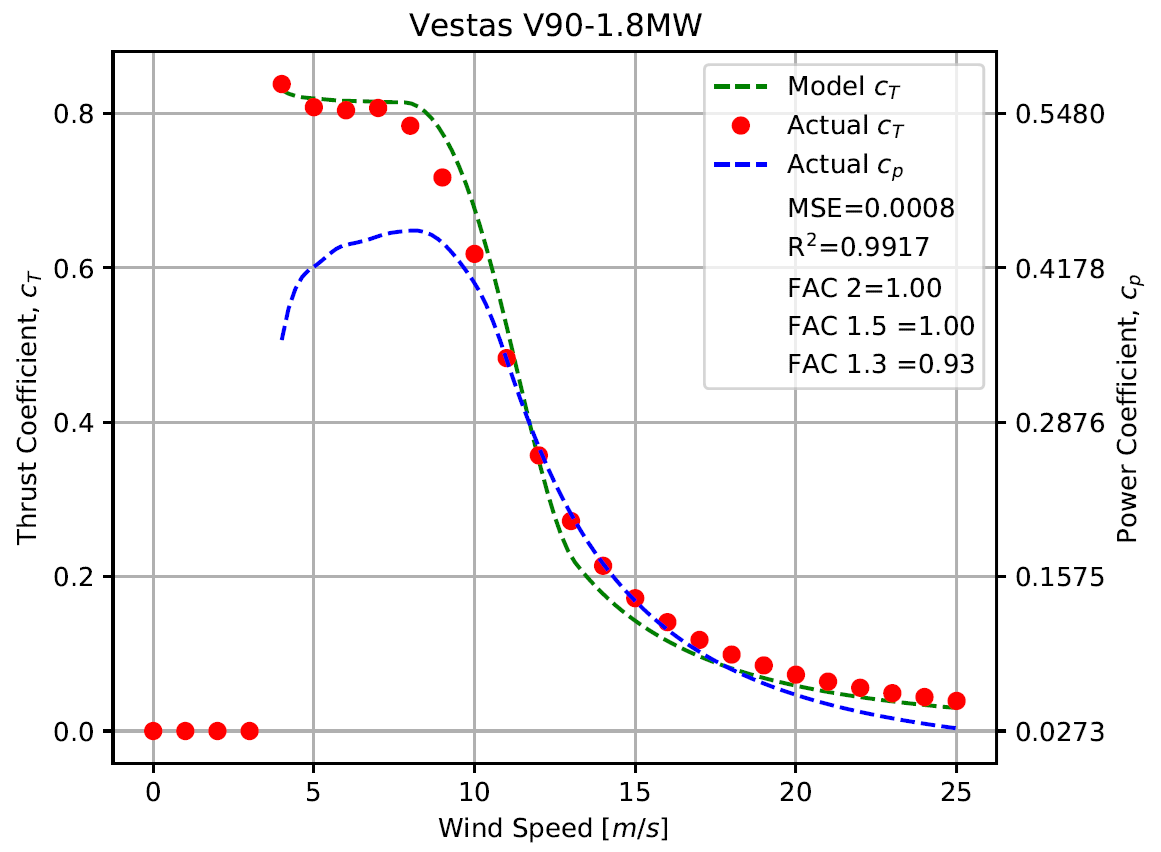 Vestas V90-1.8MW
Thrust Coefficient, c_T
0.8
0.6
0.4
0.2
0.0
Model c_T
Actual c_T
Actual c_p
MSE=0.0008
R²=0.9917
FAC 2=1.00
FAC 1.5 =1.00
FAC 1.3 =0.93
0.5480
0.4178
0.2876
0.1575
0.0273
Power Coefficient, c_p
0 5 10 15 20 25
Wind Speed [m/s]